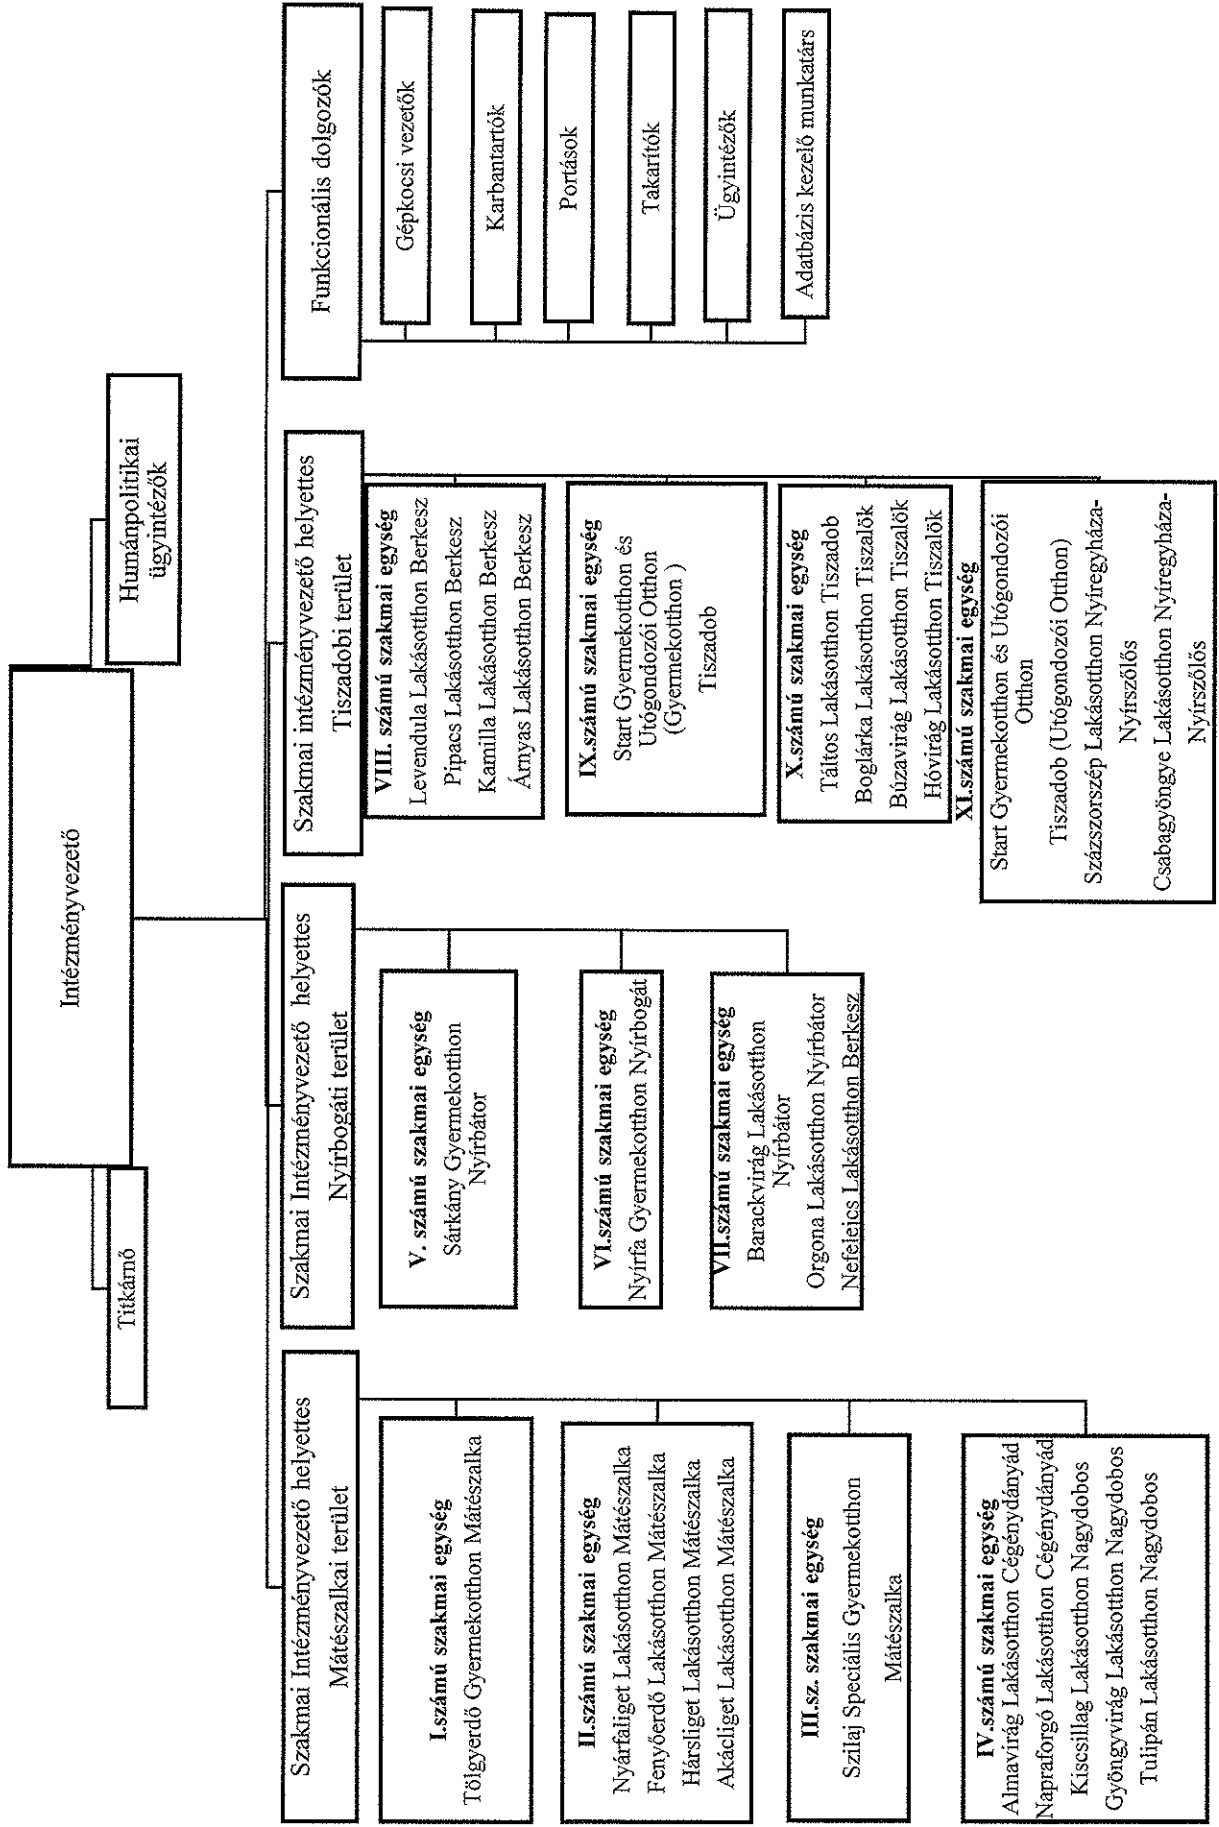 Intézményvezető
Titkárnő
Humánpolitikai
ügyintézők
Szakmai Intézményvezető helyettes
Mátészalkai terület
I.számú szakmai egység
Tölgyerdő Gyermekotthon Mátészalka
II.számú szakmai egység
Nyárfaliget Lakásotthon Mátészalka
Fenyőerdő Lakásotthon Mátészalka
Hársliget Lakásotthon Mátészalka
Akácliget Lakásotthon Mátészalka
III.sz. szakmai egység
Szilaj Speciális Gyermekotthon
Mátészalka
IV.számú szakmai egység
Almavirág Lakásotthon Cégénydányád
Napraforgó Lakásotthon Cégénydányád
Kiscsillag Lakásotthon Nagydobos
Gyöngyvirág Lakásotthon Nagydobos
Tulipán Lakásotthon Nagydobos
Szakmai Intézményvezető helyettes
Nyírbogáti terület
V. számú szakmai egység
Sárkány Gyermekotthon
Nyírbátor
VI.számú szakmai egység
Nyírfa Gyermekotthon Nyírbogát
VII.számú szakmai egység
Barackvirág Lakásotthon
Nyírbátor
Orgona Lakásotthon Nyírbátor
Nefelejcs Lakásotthon Berkesz
Szakmai intézményvezető helyettes
Tiszadobi terület
VIII. számú szakmai egység
Levendula Lakásotthon Berkesz
Pipacs Lakásotthon Berkesz
Kamilla Lakásotthon Berkesz
Árnyas Lakásotthon Berkesz
IX.számú szakmai egység
Start Gyermekotthon és
Utógondozói Otthon
(Gyermekotthon )
Tiszadob
X.számú szakmai egység
Táltos Lakásotthon Tiszadob
Boglárka Lakásotthon Tiszalök
Búzavirág Lakásotthon Tiszalök
Hóvirág Lakásotthon Tiszalök
XI.számú szakmai egység
Start Gyermekotthon és Utógondozói
Otthon
Tiszadob (Utógondozói Otthon)
Százszorszép Lakásotthon Nyíregyháza-
Nyírszőlős
Csabagyöngye Lakásotthon Nyíregyháza-
Nyírszőlős
Funkcionális dolgozók
Gépkocsi vezetők
Karbantartók
Portások
Takarítók
Ügyintézők
Adatbázis kezelő munkatárs